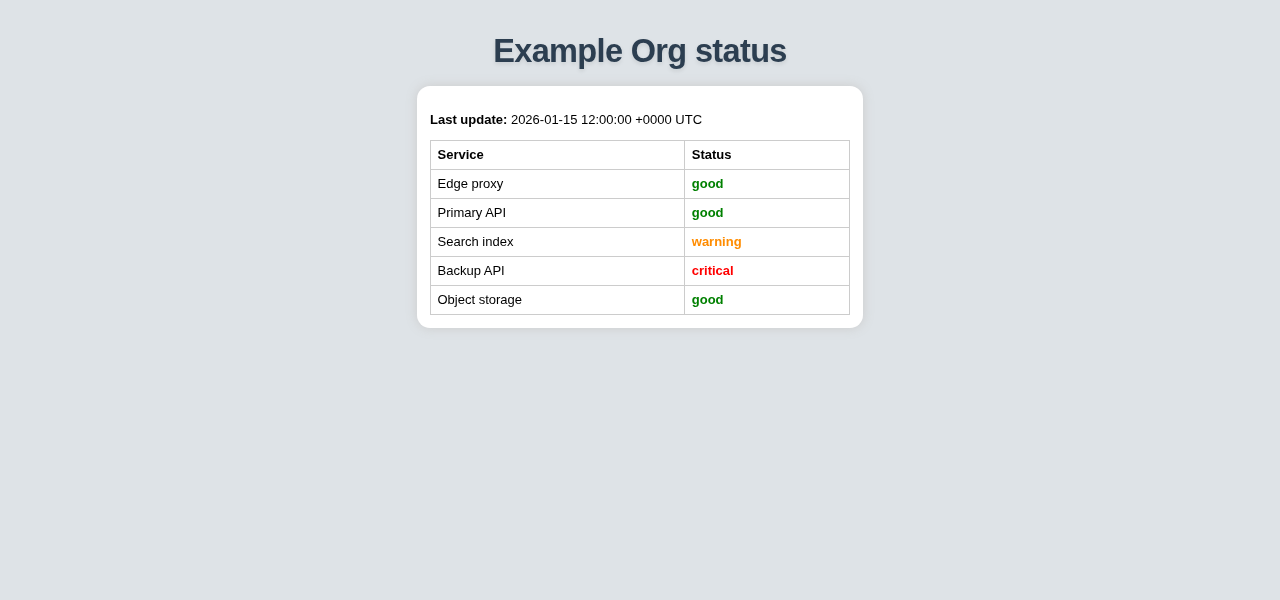 Example Org status
Last update: 2026-01-15 12:00:00 +0000 UTC
Service Status
Edge proxy good
Primary API good
Search index warning
Backup API critical
Object storage good